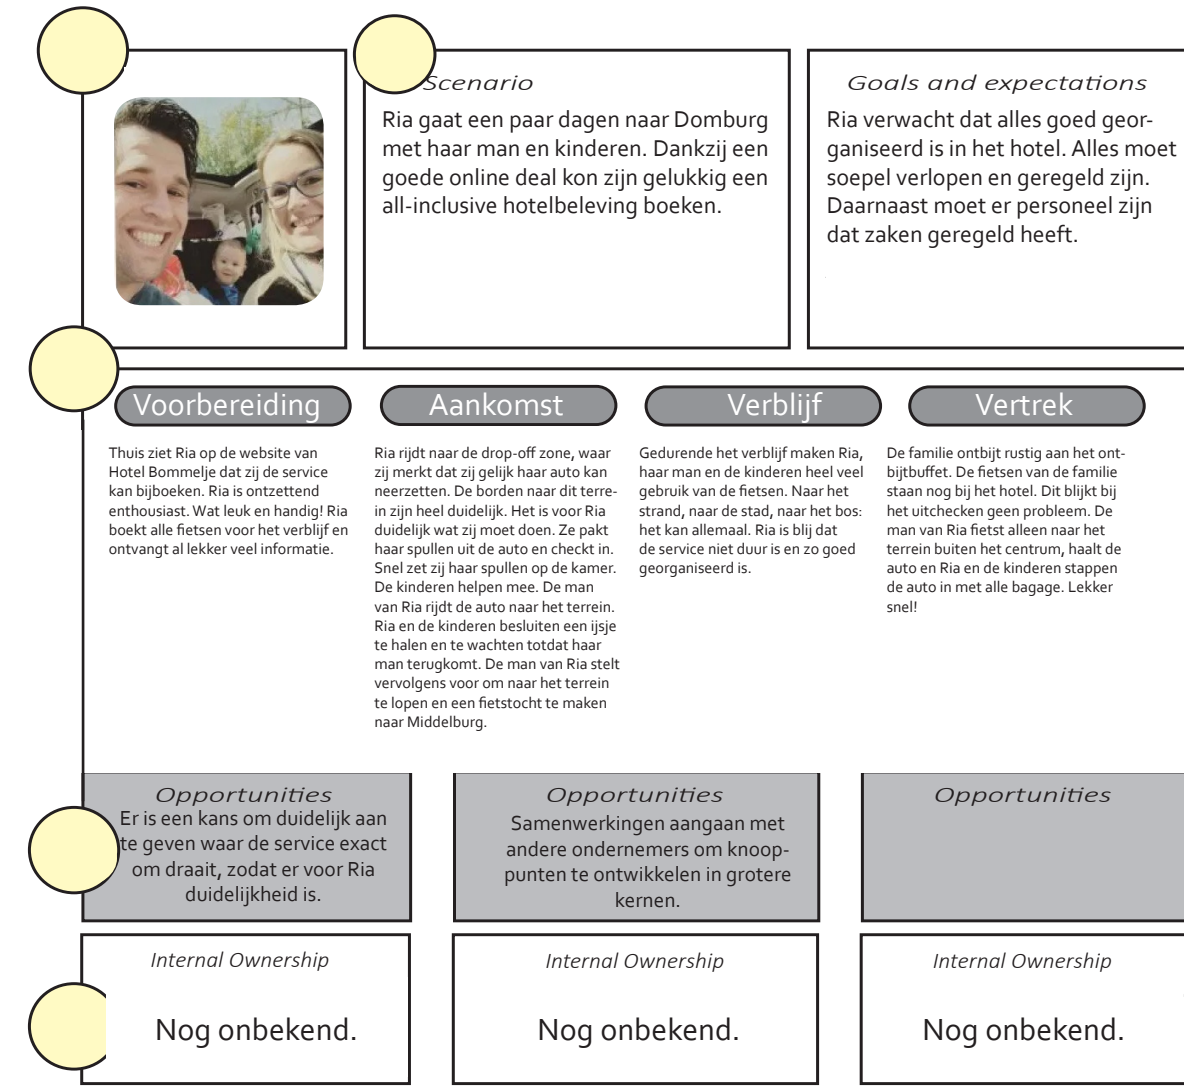 Scenario
Ria gaat een paar dagen naar Domburg
met haar man en kinderen. Dankzij een
goede online deal kon zijn gelukkig een
all-inclusive hotelbeleving boeken.
Goals and expectations
Ria verwacht dat alles goed geor-
ganiseerd is in het hotel. Alles moet
soepel verlopen en geregeld zijn.
Daarnaast moet er personeel zijn
dat zaken geregeld heeft.
Voorbereiding
Thuis ziet Ria op de website van
Hotel Bommelje dat zij de service
kan bijboeken. Ria is ontzettend
enthousiast. Wat leuk en handig! Ria
boekt alle fietsen voor het verblijf en
ontvangt al lekker veel informatie.
Aankomst
Ria rijdt naar de drop-off zone, waar
zij merkt dat zij gelijk haar auto kan
neerzetten. De borden naar dit terre-
in zijn heel duidelijk. Het is voor Ria
duidelijk wat zij moet doen. Ze pakt
haar spullen uit de auto en checkt in.
Snel zet zij haar spullen op de kamer.
De kinderen helpen mee. De man
van Ria rijdt de auto naar het terrein.
Ria en de kinderen besluiten een ijsje
te halen en te wachten totdat haar
man terugkomt. De man van Ria stelt
vervolgens voor om naar het terrein
te lopen en een fietstocht te maken
naar Middelburg.
Verblijf
Gedurende het verblijf maken Ria,
haar man en de kinderen heel veel
gebruik van de fietsen. Naar het
strand, naar de stad, naar het bos:
het kan allemaal. Ria is blij dat
de service niet duur is en zo goed
georganiseerd is.
Vertrek
De familie ontbijt rustig aan het ont-
bijtbuffet. De fietsen van de familie
staan nog bij het hotel. Dit blijkt bij
het uitchecken geen probleem. De
man van Ria fietst alleen naar het
terrein buiten het centrum, haalt de
auto en Ria en de kinderen stappen
de auto in met alle bagage. Lekker
snel!
Opportunities
Er is een kans om duidelijk aan
te geven waar de service exact
om draait, zodat er voor Ria
duidelijkheid is.
Opportunities
Samenwerkingen aangaan met
andere ondernemers om knoop-
punten te ontwikkelen in grotere
kernen.
Opportunities
Internal Ownership
Nog onbekend.
Internal Ownership
Nog onbekend.
Internal Ownership
Nog onbekend.